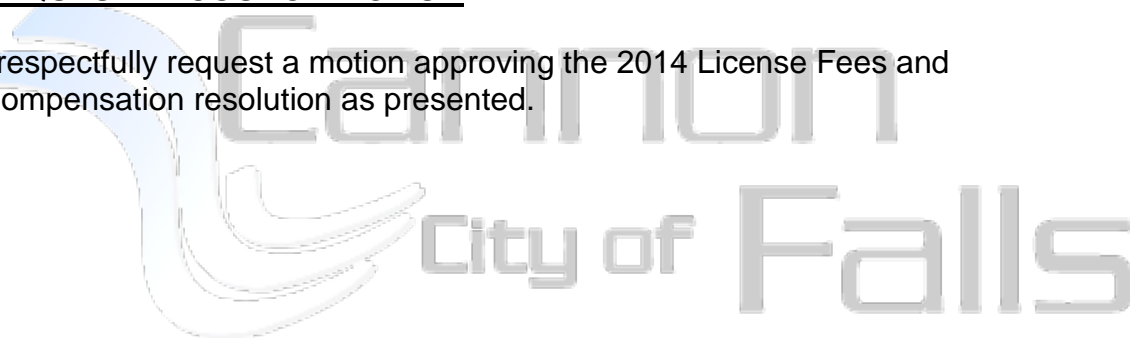 respectfully request a motion approving the 2014 License Fees and
ompensation resolution as presented.
Cannon
City of Falls